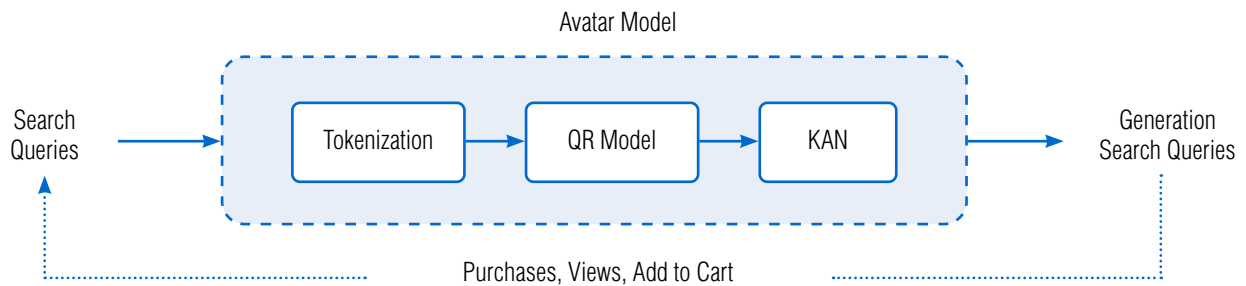 Avatar Model
Search
Queries
Tokenization
QR Model
KAN
Generation
Search Queries
Purchases, Views, Add to Cart